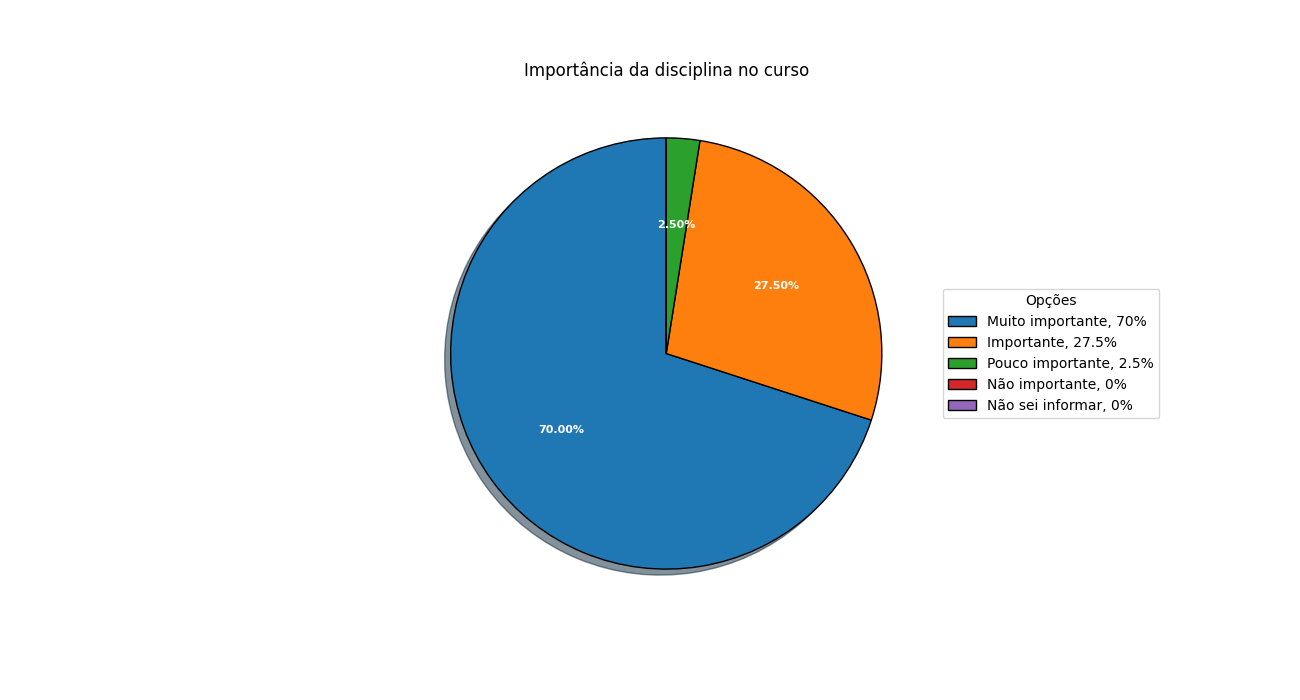 Importância da disciplina no curso
2.50%
27.50%
70.00%
Opções
Muito importante, 70%
Importante, 27.5%
Pouco importante, 2.5%
Não importante, 0%
Não sei informar, 0%